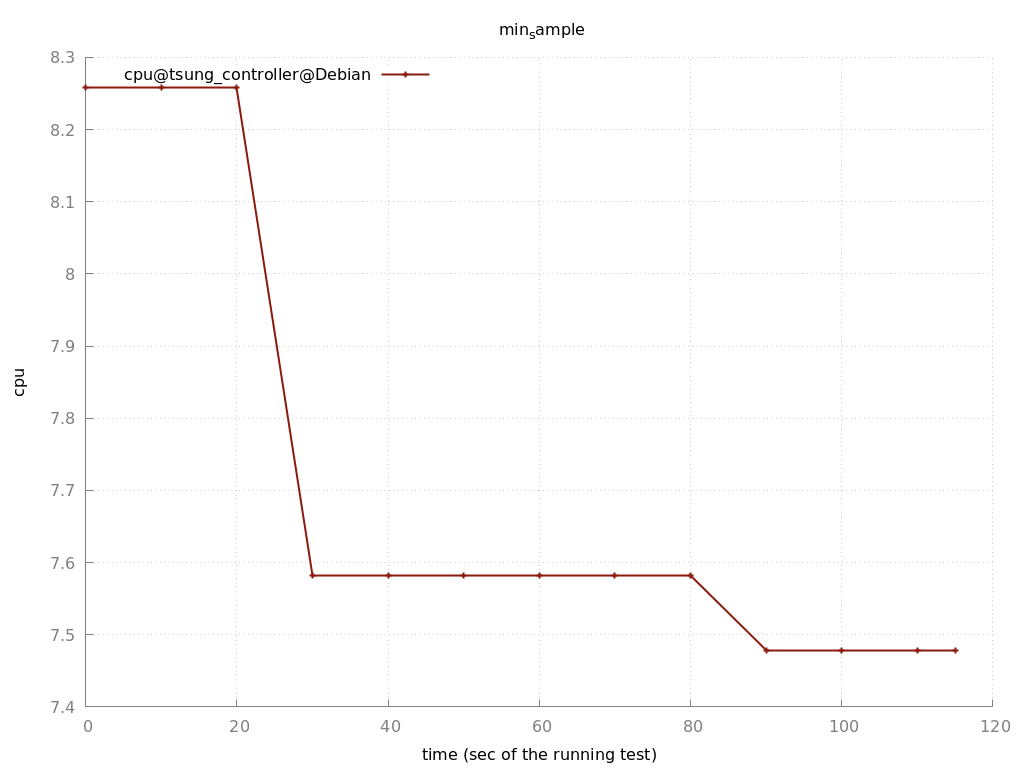 minsample
8.3
cpu@tsung_controller@Debian
8.2
8.1
8
7.9
7.8
7.7
7.6
7.5
7.4
cpu
0 20 40 60 80 100 120
time (sec of the running test)